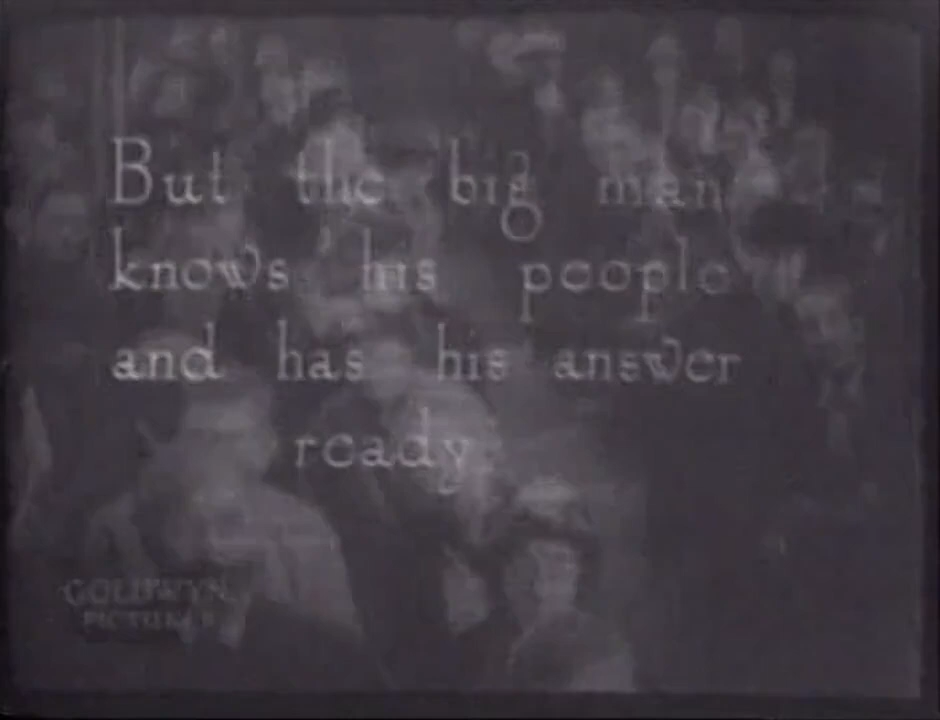 But the big man
knows his people
and has his answer
ready.
GOLDWYN
PICTURES